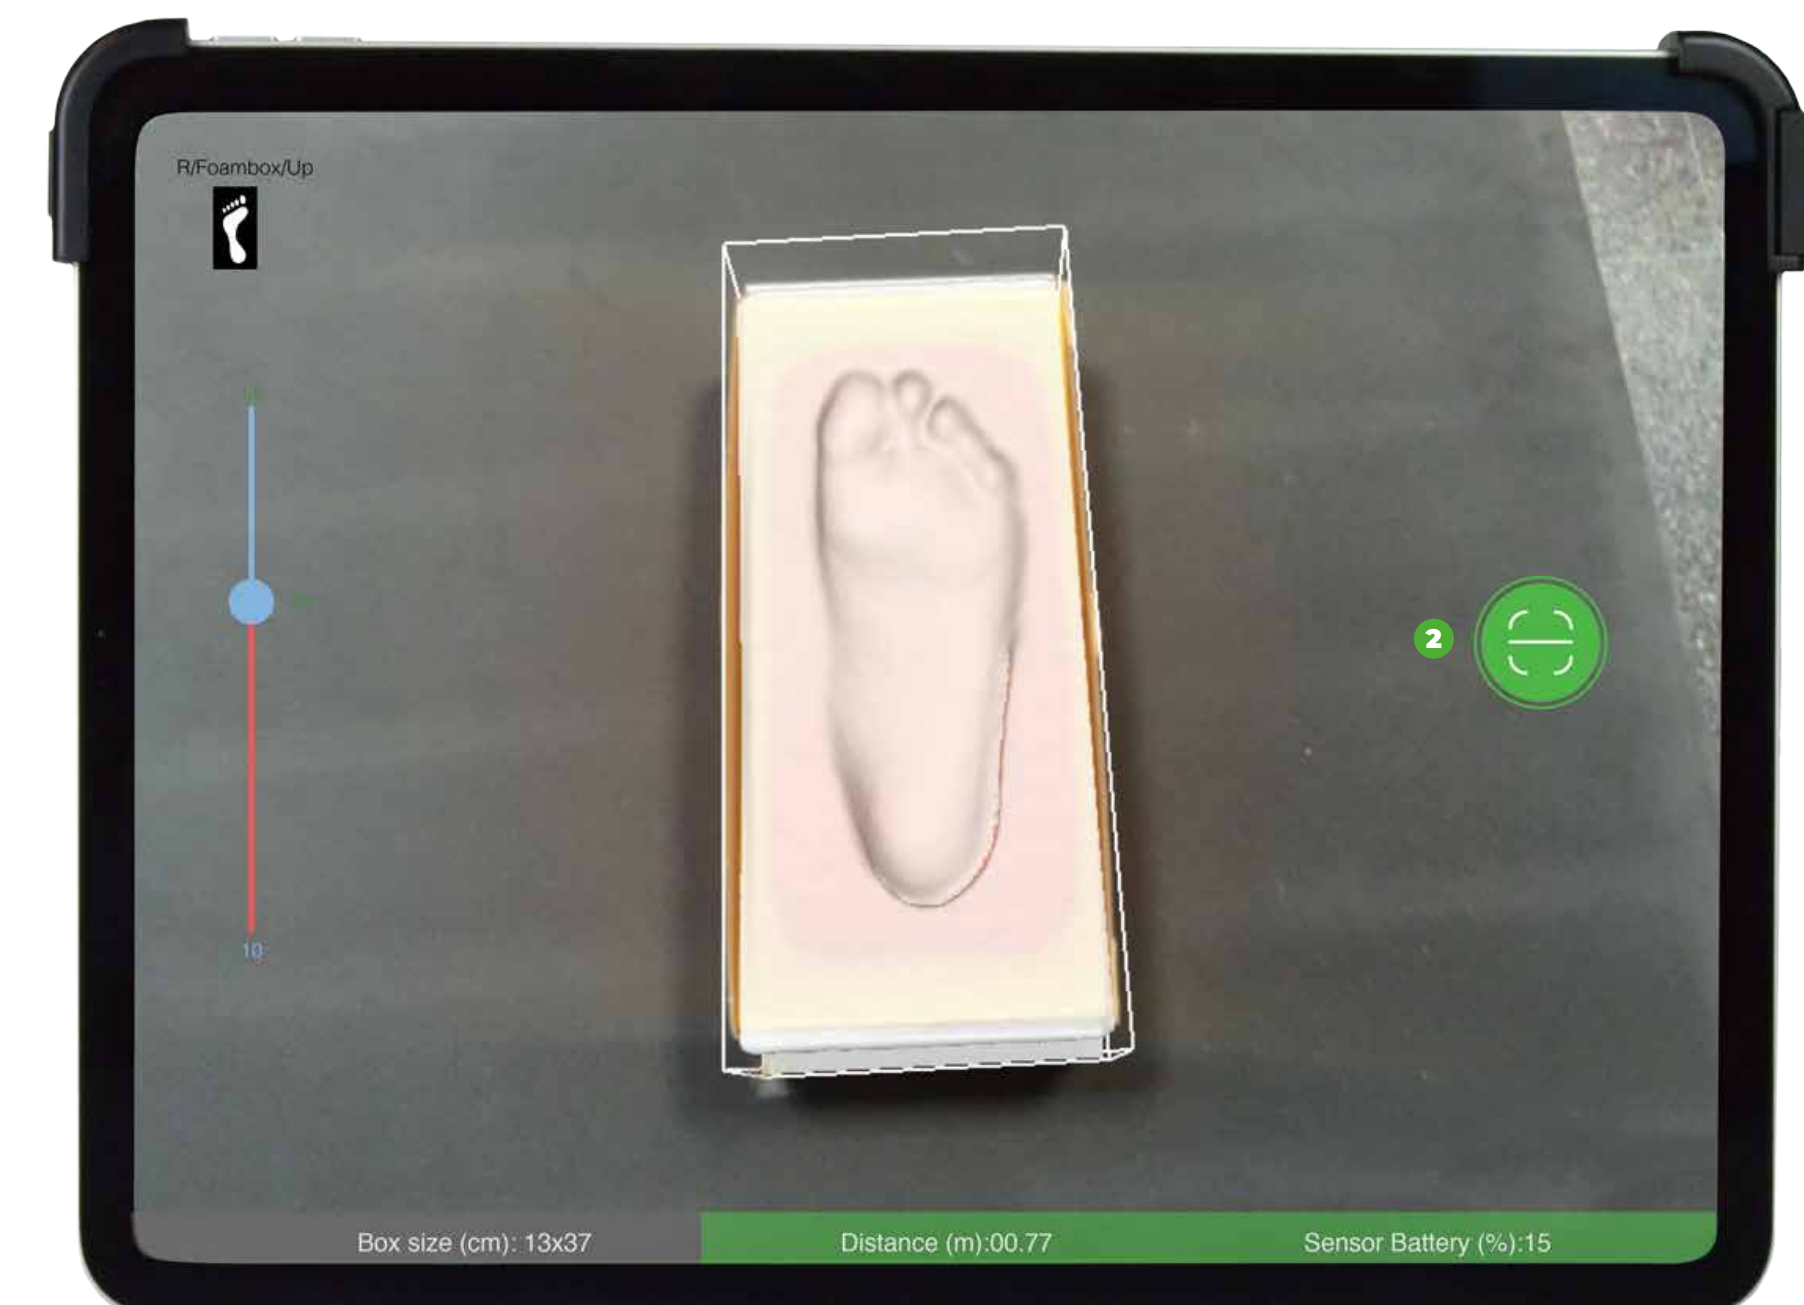 R/Foambox/Up
10
2
Box size (cm): 13x37
Distance (m):00.77
Sensor Battery (%):15